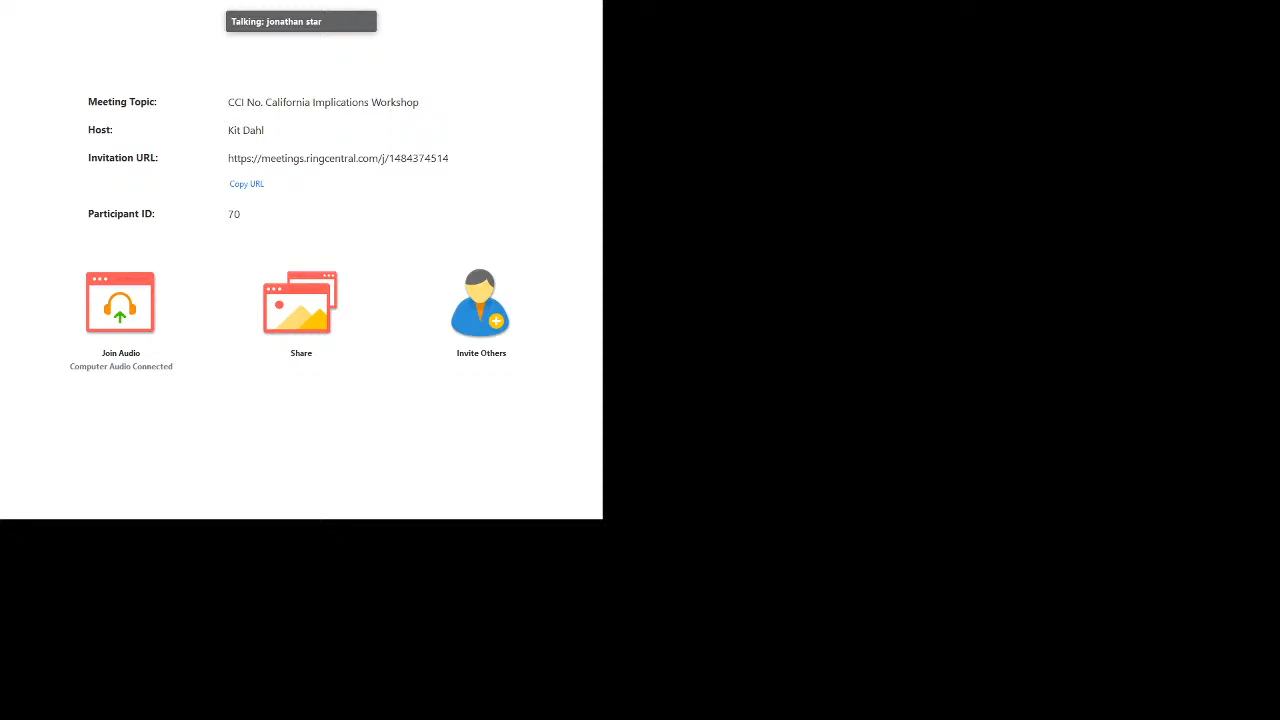 Talking: jonathan star
Meeting Topic: CCI No. California Implications Workshop
Host: Kit Dahl
Invitation URL: https://meetings.ringcentral.com/j/1484374514
Copy URL
Participant ID: 70
Join Audio Share Invite Others
Computer Audio Connected